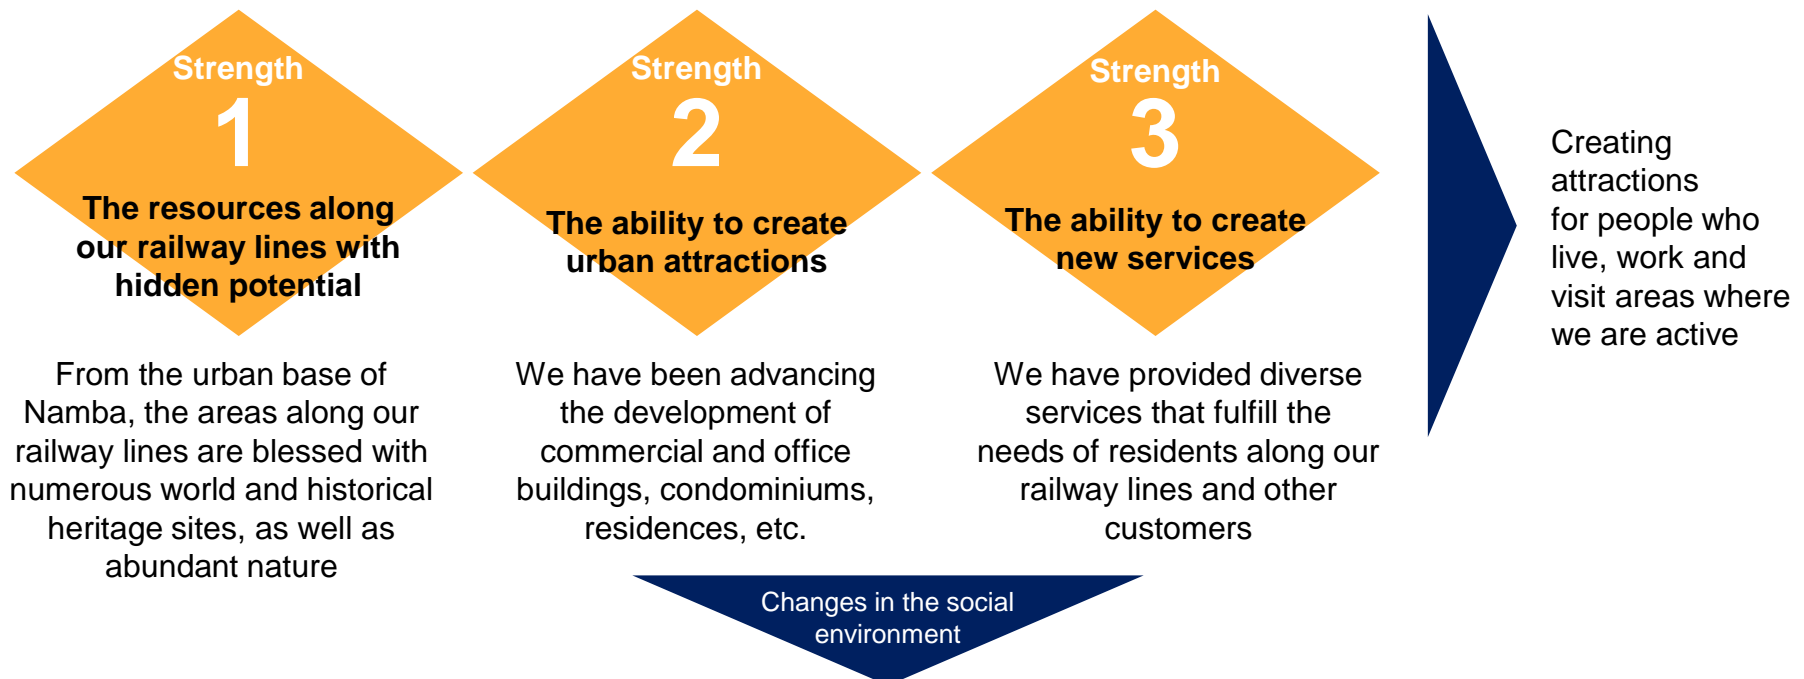 Strength
1
The resources along
our railway lines with
hidden potential
From the urban base of
Namba, the areas along our
railway lines are blessed with
numerous world and historical
heritage sites, as well as
abundant nature
Strength
2
The ability to create
urban attractions
We have been advancing
the development of
commercial and office
buildings, condominiums,
residences, etc.
Strength
3
The ability to create
new services
We have provided diverse
services that fulfill the
needs of residents along our
railway lines and other
customers
Creating
attractions
for people who
live, work and
visit areas where
we are active
Changes in the social
environment